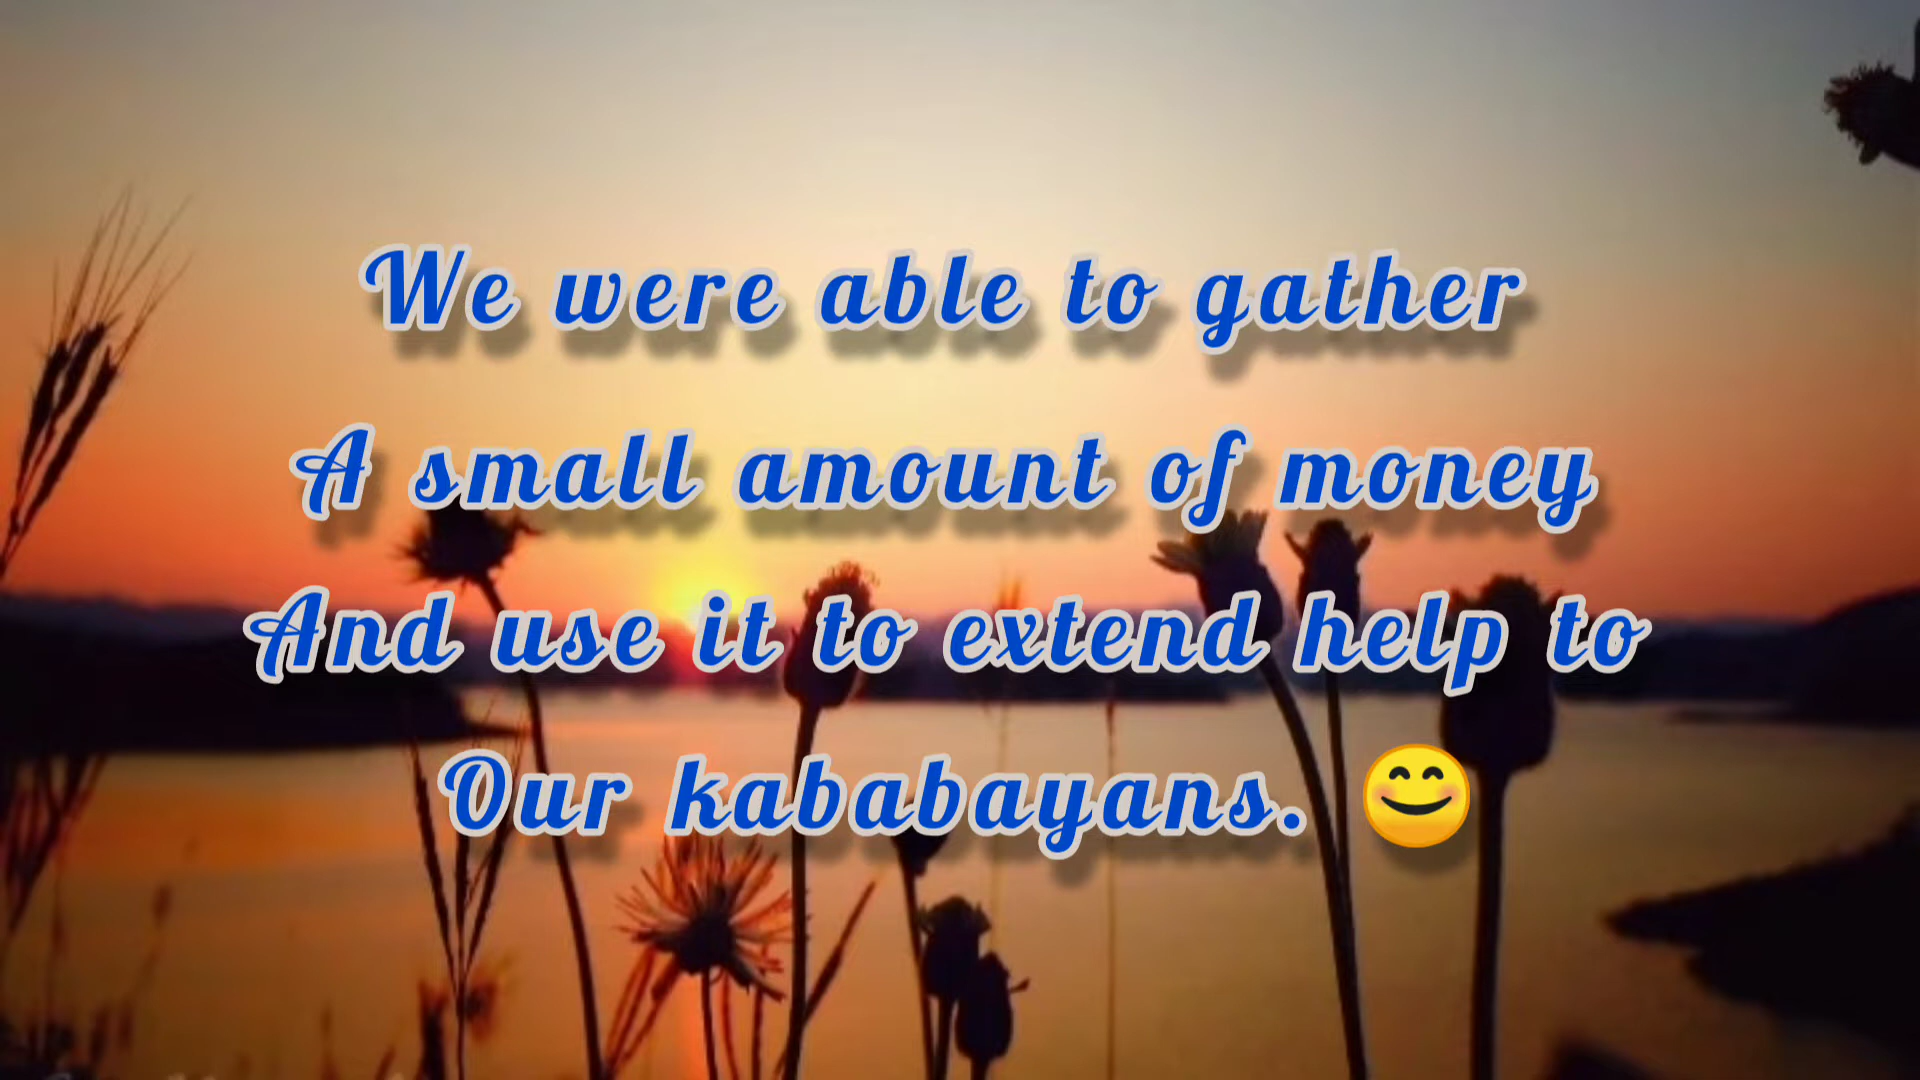 We were able to gather
A small amount of money
And use it to extend help to
Our kababayans. 😊